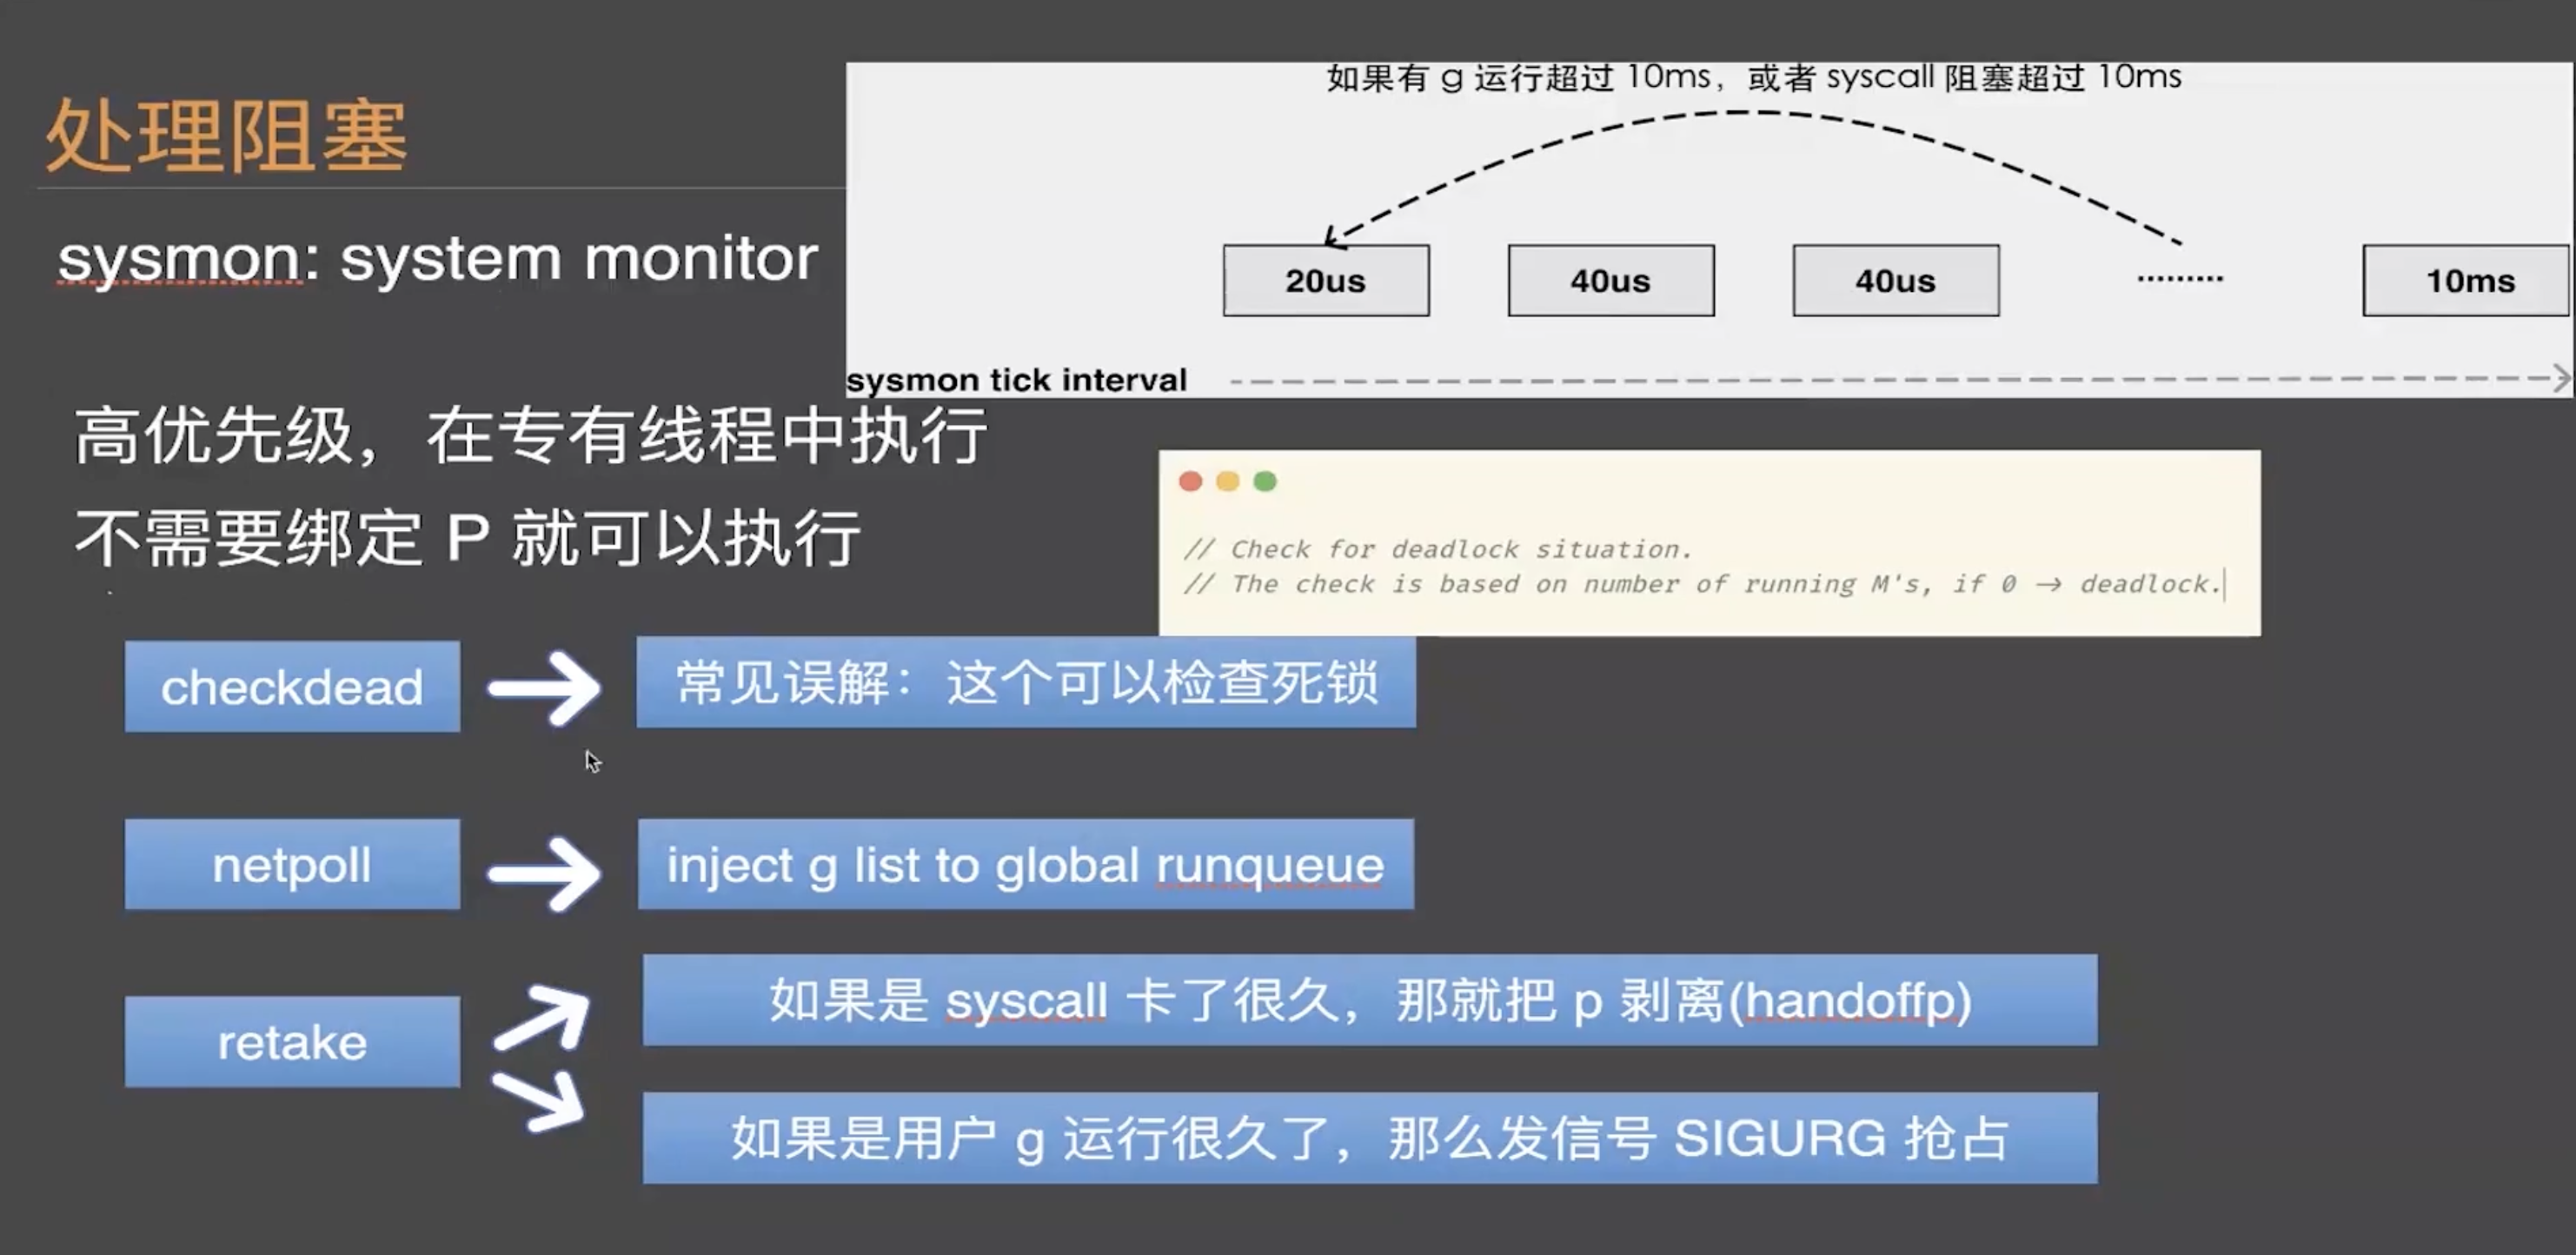 处理阻塞
sysmon: system monitor
如果有 g 运行超过 10ms，或者 syscall 阻塞超过 10ms
20us
40us
40us
.........
10ms
sysmon tick interval
高优先级，在专有线程中执行
不需要绑定 P 就可以执行
// Check for deadlock situation.
// The check is based on number of running M's, if 0 → deadlock.
checkdead
常见误解：这个可以检查死锁
netpoll
inject g list to global runqueue
retake
如果是 syscall 卡了很久，那就把 p 剥离(handoffp)
如果是用户 g 运行很久了，那么发信号 SIGURG 抢占